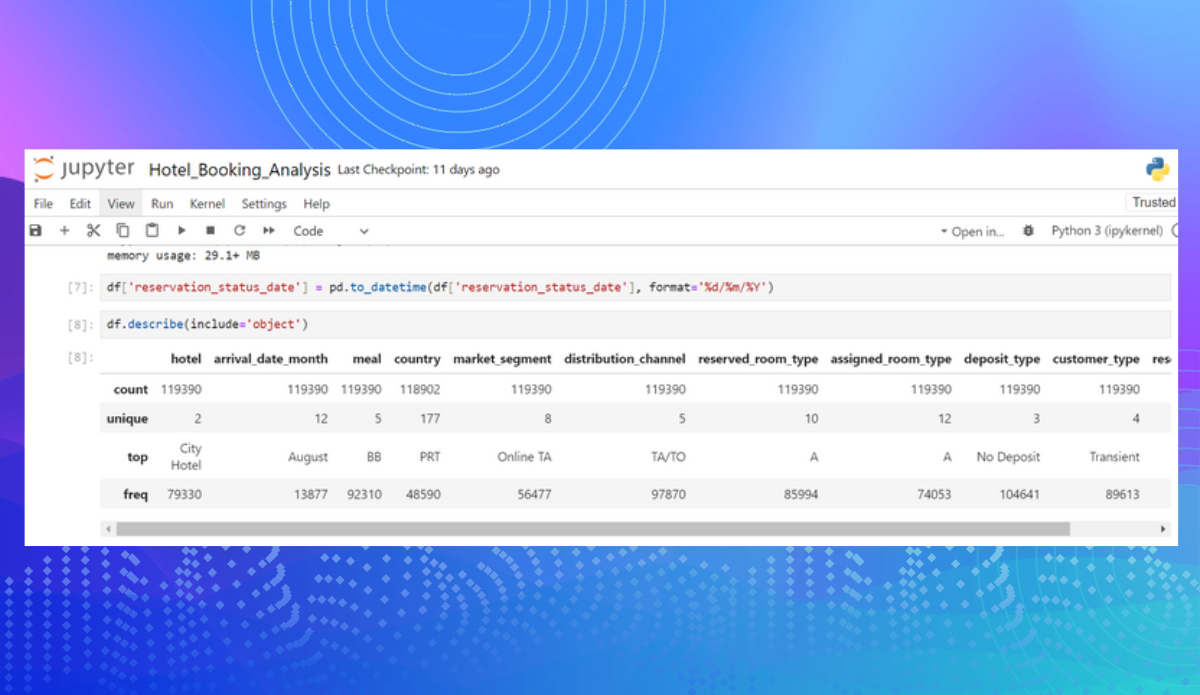 jupyter Hotel_Booking_Analysis Last Checkpoint: 11 days ago
File Edit View Run Kernel Settings Help Trusted
Code Open in... Python 3 (ipykernel)
memory usage: 29.1+ MB
[7]: df['reservation_status_date'] = pd.to_datetime(df['reservation_status_date'], format='%d/%m/%Y')
[8]: df.describe(include='object')
[8]: hotel arrival_date_month meal country market_segment distribution_channel reserved_room_type assigned_room_type deposit_type customer_type res
count 119390 119390 119390 118902 119390 119390 119390 119390 119390 119390
unique 2 12 5 177 8 5 10 12 3 4
top City Hotel August BB PRT Online TA TA/TO A A No Deposit Transient
freq 79330 13877 92310 48590 56477 97870 85994 74053 104641 89613